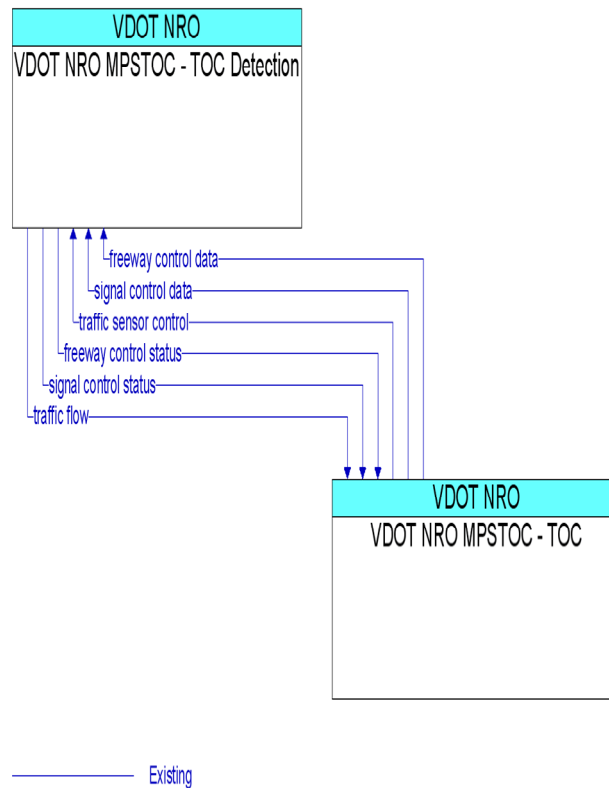 VDOT NRO
VDOT NRO MPSTOC - TOC Detection
freeway control data
signal control data
traffic sensor control
freeway control status
signal control status
traffic flow
VDOT NRO
VDOT NRO MPSTOC - TOC
Existing